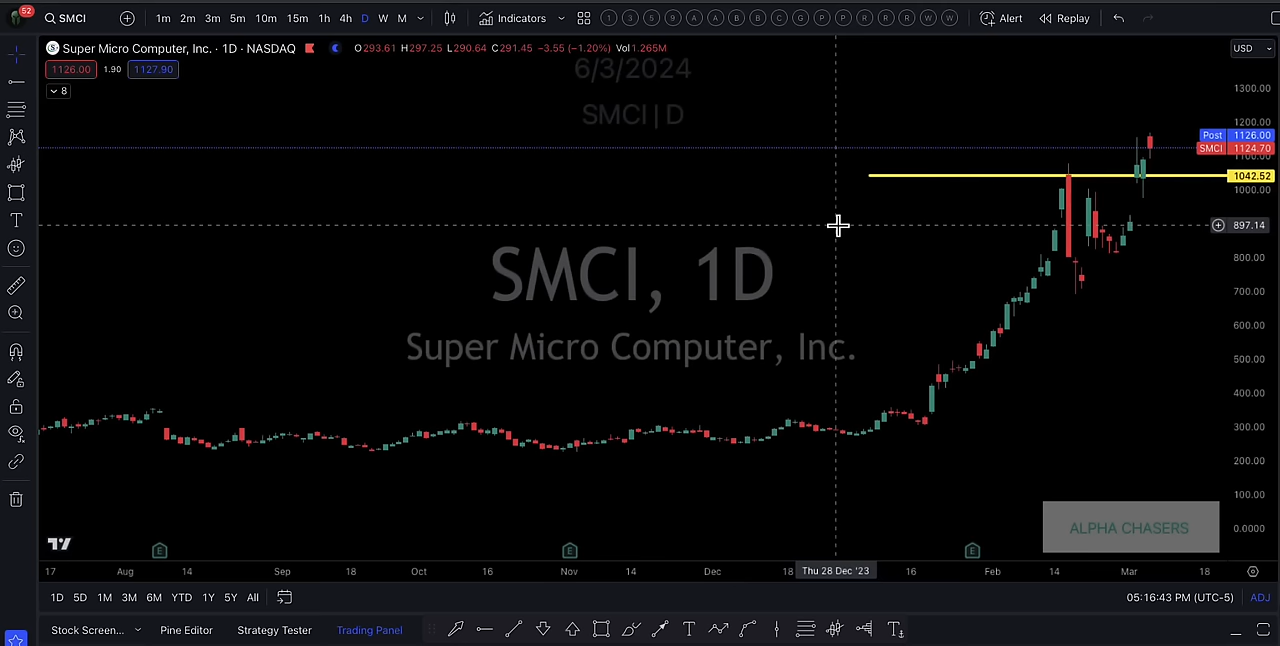 52
SMCI
1m 2m 3m 5m 10m 15m 1h 4h D W M
Indicators
1 3 5 9 A A B B C G P P R R R W W
Alert
Replay
Super Micro Computer, Inc. · 1D · NASDAQ
O293.61 H297.25 L290.64 C291.45 −3.55 (−1.20%) Vol1.265M
USD
1126.00 1.90 1127.90
8
6/3/2024
SMCI | D
SMCI, 1D
Super Micro Computer, Inc.
1300.00
1200.00
Post 1126.00
SMCI 1124.70
1100.00
1042.52
1000.00
897.14
800.00
700.00
600.00
500.00
400.00
300.00
200.00
100.00
0.0000
ALPHA CHASERS
E E E
17 Aug 14 Sep 18 Oct 16 Nov 14 Dec 18 Thu 28 Dec '23 16 Feb 14 Mar 18
1D 5D 1M 3M 6M YTD 1Y 5Y All
05:16:43 PM (UTC-5)
ADJ
Stock Screen... Pine Editor Strategy Tester Trading Panel